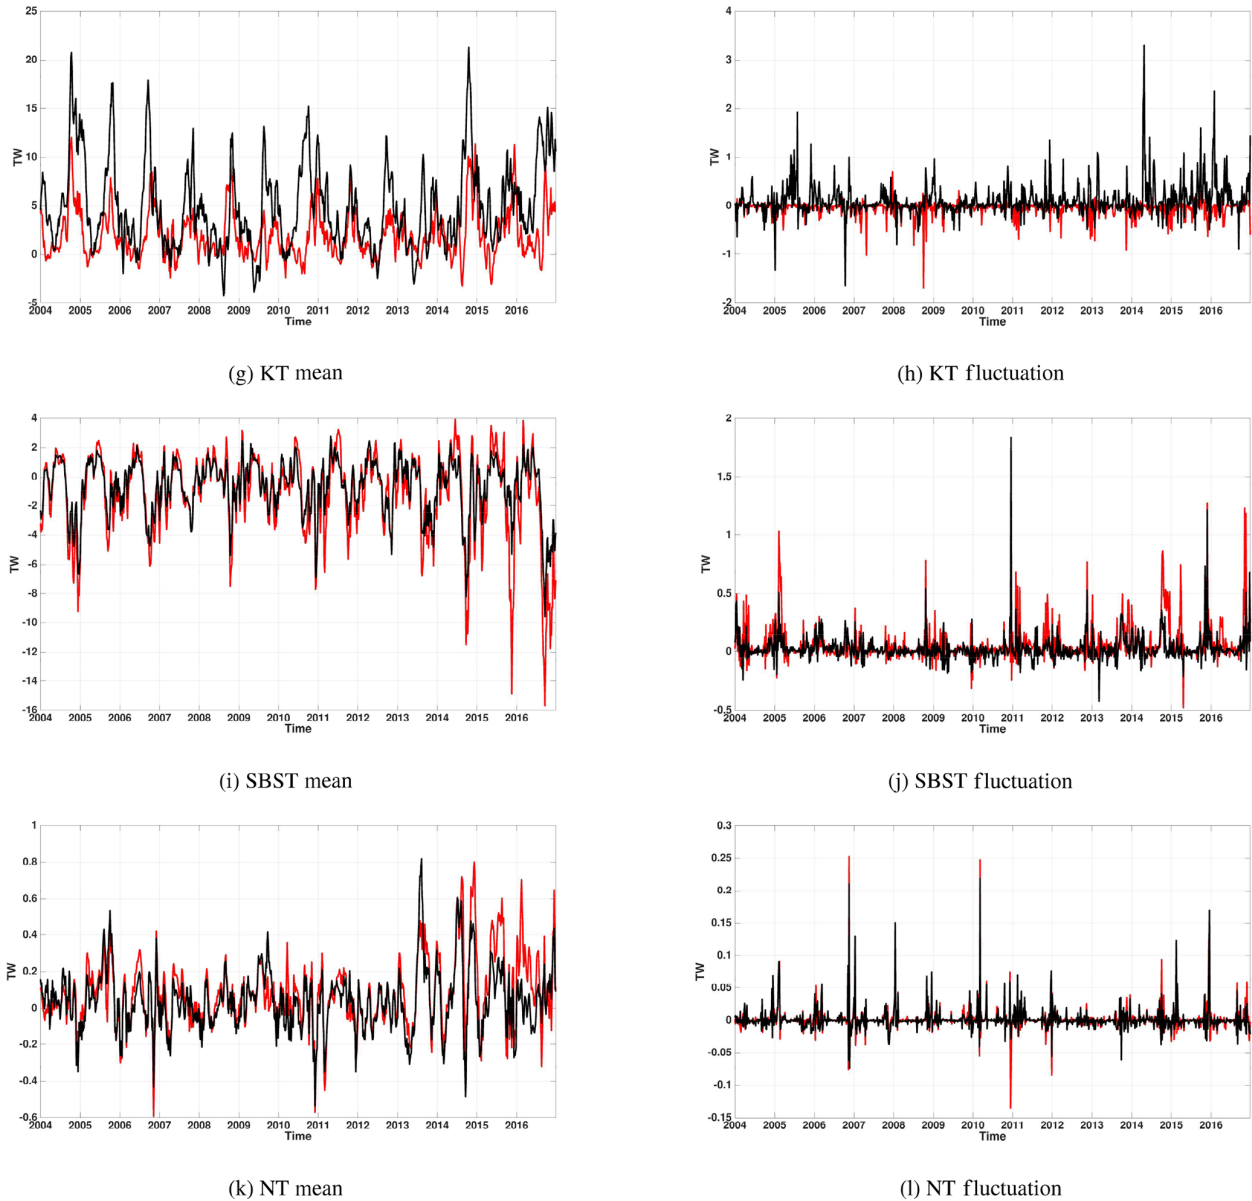 25
20
15
10
5
0
-5
TW
2004 2005 2006 2007 2008 2009 2010 2011 2012 2013 2014 2015 2016
Time
(g) KT mean
4
3
2
1
0
-1
-2
TW
2004 2005 2006 2007 2008 2009 2010 2011 2012 2013 2014 2015 2016
Time
(h) KT fluctuation
4
2
0
-2
-4
-6
-8
-10
-12
-14
-16
TW
2004 2005 2006 2007 2008 2009 2010 2011 2012 2013 2014 2015 2016
Time
(i) SBST mean
2
1.5
1
0.5
0
-0.5
TW
2004 2005 2006 2007 2008 2009 2010 2011 2012 2013 2014 2015 2016
Time
(j) SBST fluctuation
1
0.8
0.6
0.4
0.2
0
-0.2
-0.4
-0.6
TW
2004 2005 2006 2007 2008 2009 2010 2011 2012 2013 2014 2015 2016
Time
(k) NT mean
0.3
0.25
0.2
0.15
0.1
0.05
0
-0.05
-0.1
-0.15
TW
2004 2005 2006 2007 2008 2009 2010 2011 2012 2013 2014 2015 2016
Time
(l) NT fluctuation